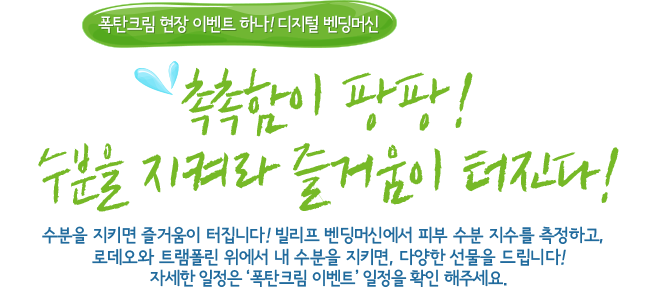 폭탄크림 현장 이벤트 하나! 디지털 벤딩머신
촉촉함이 팡팡!
수분을 지켜라 즐거움이 터진다!
수분을 지키면 즐거움이 터집니다! 빌리프 벤딩머신에서 피부 수분 지수를 측정하고,
로데오와 트램폴린 위에서 내 수분을 지키면, 다양한 선물을 드립니다!
자세한 일정은 ‘폭탄크림 이벤트’ 일정을 확인 해주세요.